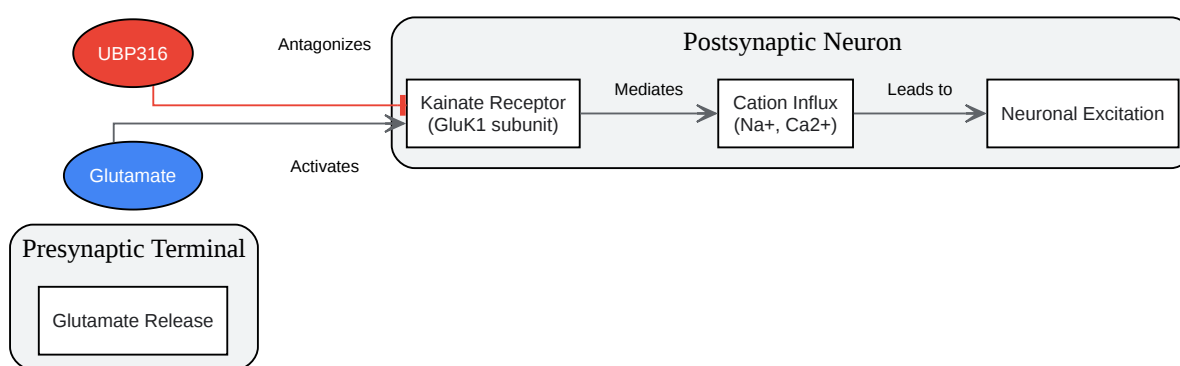 UBP316
Antagonizes
Postsynaptic Neuron
Kainate Receptor
(GluK1 subunit)
Mediates
Cation Influx
(Na+, Ca2+)
Leads to
Neuronal Excitation
Glutamate
Activates
Presynaptic Terminal
Glutamate Release